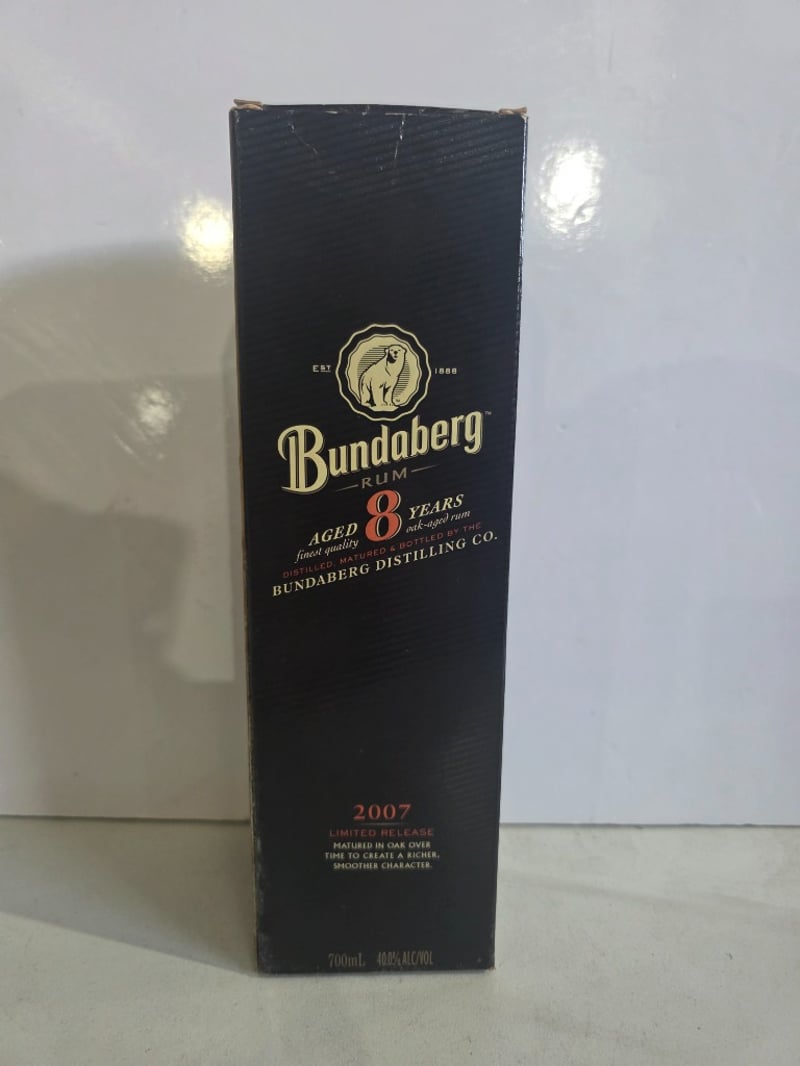 EST 1888
Bundaberg™
RUM
AGED 8 YEARS
finest quality oak-aged rum
DISTILLED, MATURED & BOTTLED BY THE
BUNDABERG DISTILLING CO.
2007
LIMITED RELEASE
MATURED IN OAK OVER
TIME TO CREATE A RICHER,
SMOOTHER CHARACTER.
700mL 40.0% ALC/VOL